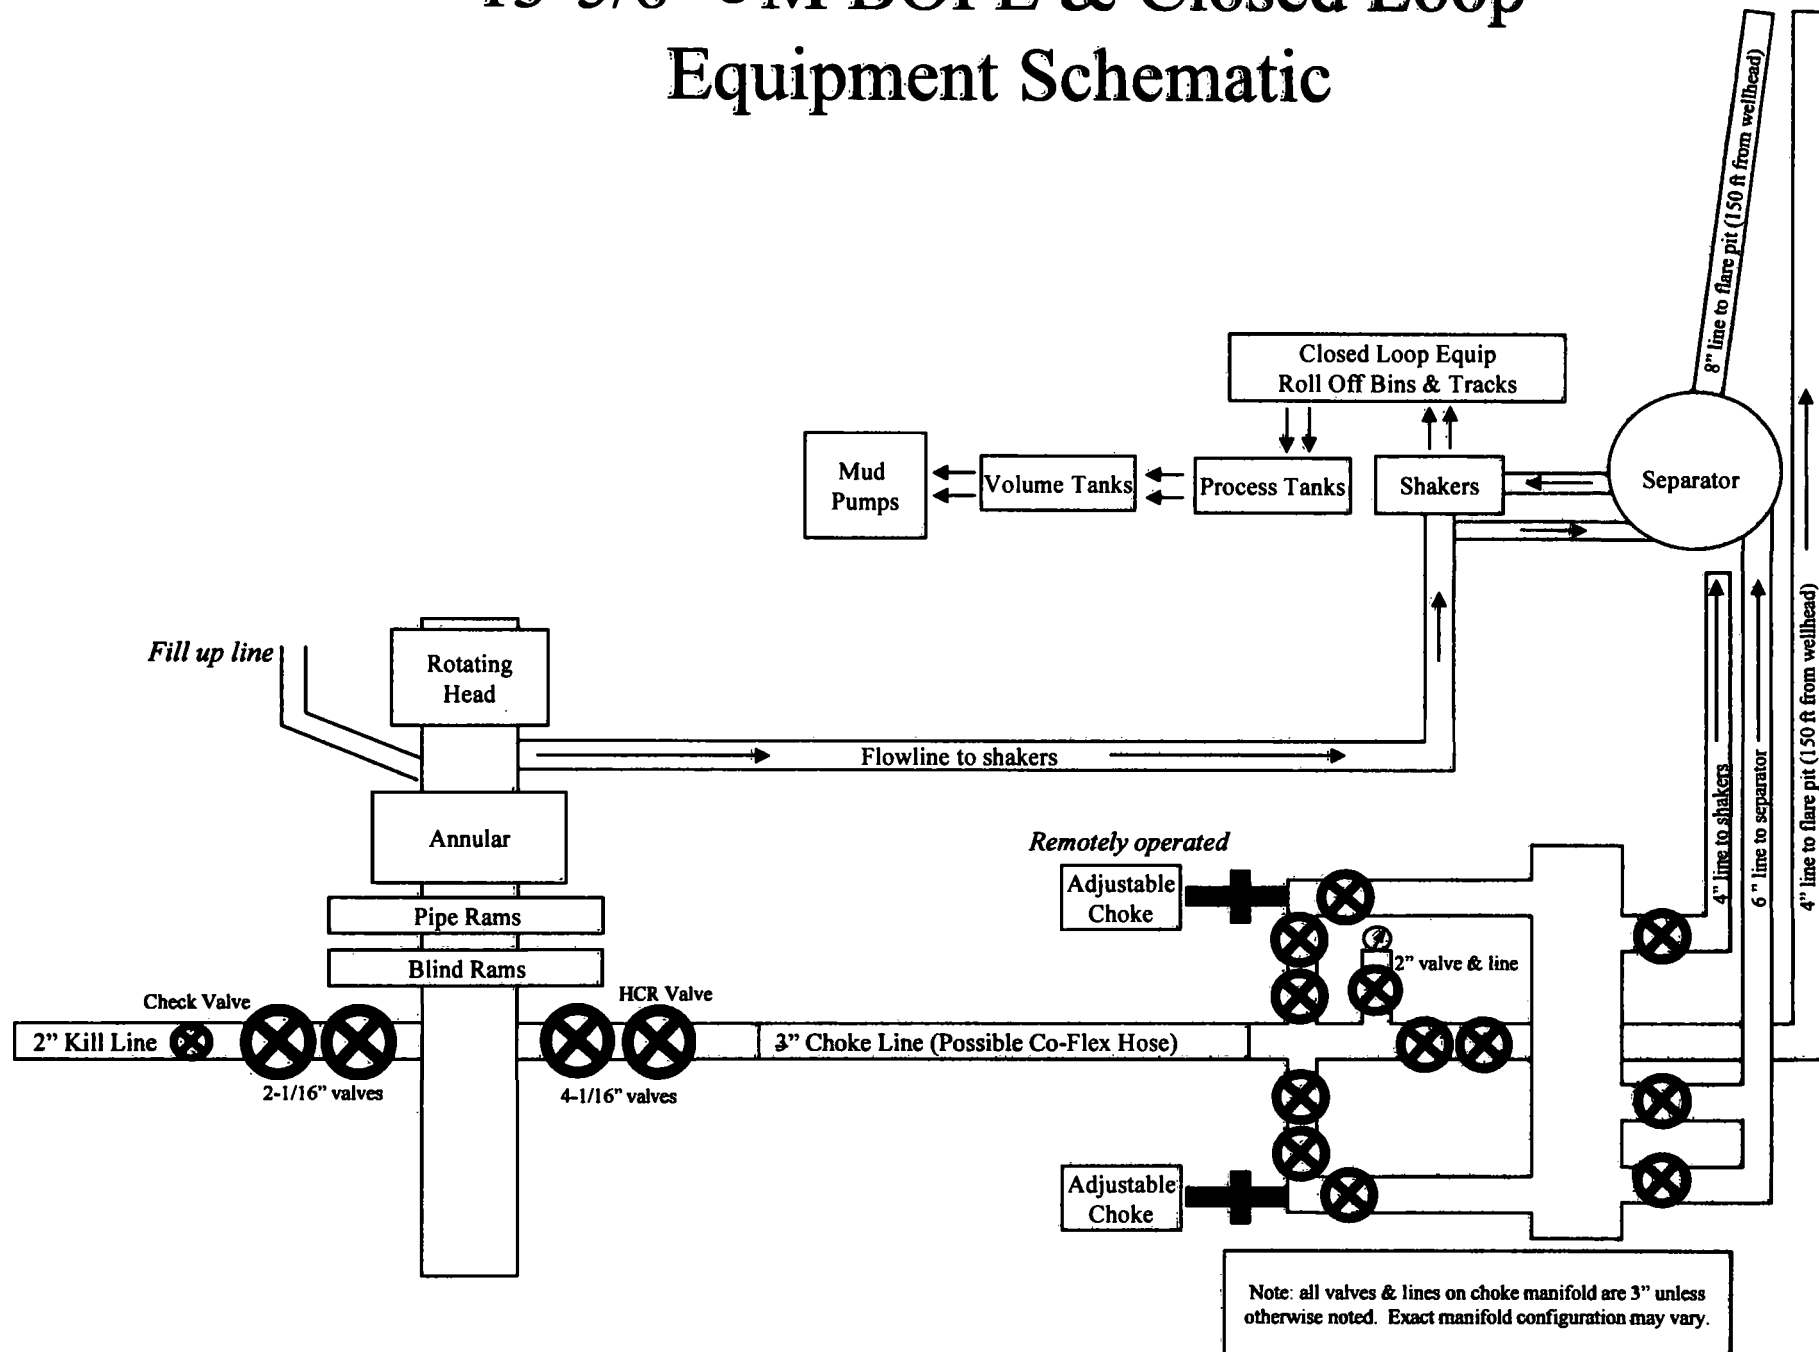 BOPE & Closed Loop
Equipment Schematic
8" line to flare pit (150 ft from wellhead)
Closed Loop Equip
Roll Off Bins & Tracks
Mud
Pumps
Volume Tanks
Process Tanks
Shakers
Separator
Fill up line
Rotating
Head
Flowline to shakers
Annular
Pipe Rams
Blind Rams
Check Valve
HCR Valve
2" Kill Line
3" Choke Line (Possible Co-Flex Hose)
2-1/16" valves
4-1/16" valves
Remotely operated
Adjustable
Choke
2" valve & line
Adjustable
Choke
4" line to shakers
6" line to separator
4" line to flare pit (150 ft from wellhead)
Note: all valves & lines on choke manifold are 3" unless
otherwise noted. Exact manifold configuration may vary.